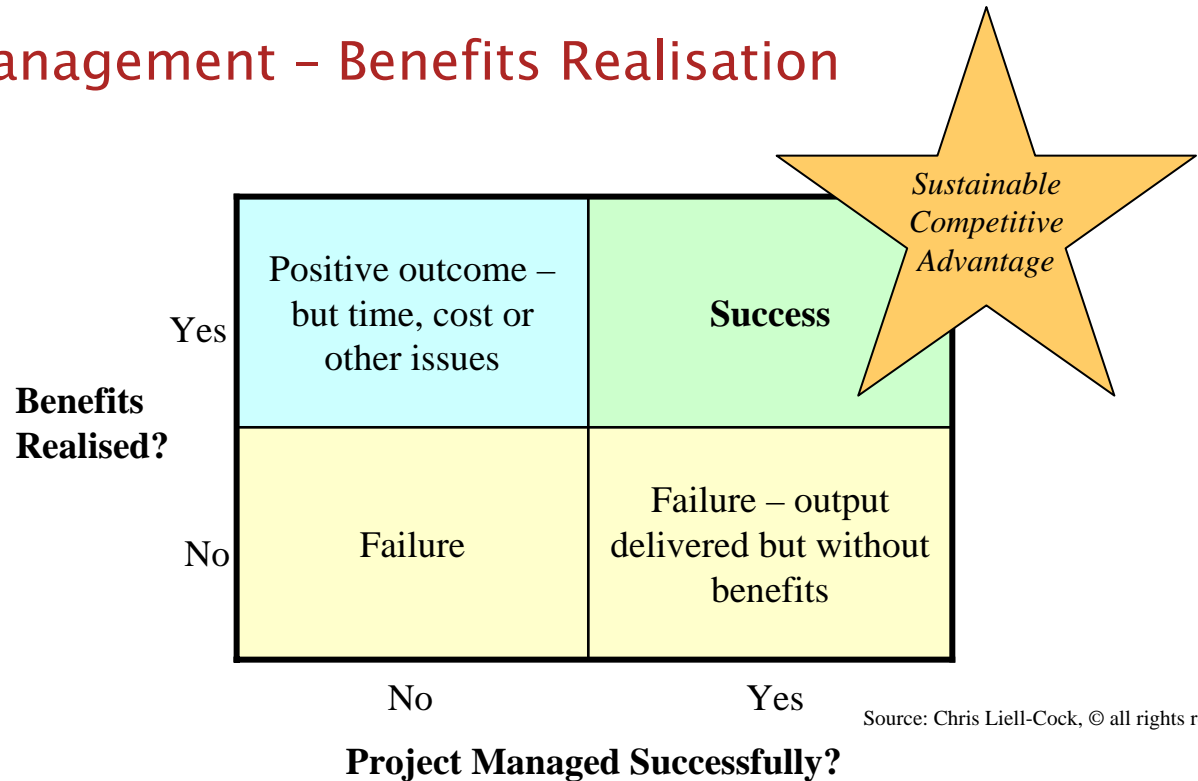 anagement – Benefits Realisation
Sustainable
Competitive
Advantage
Positive outcome –
but time, cost or
other issues
Success
Yes
Benefits
Realised?
Failure
Failure – output
delivered but without
benefits
No
No
Yes
Source: Chris Liell-Cock, © all rights r
Project Managed Successfully?